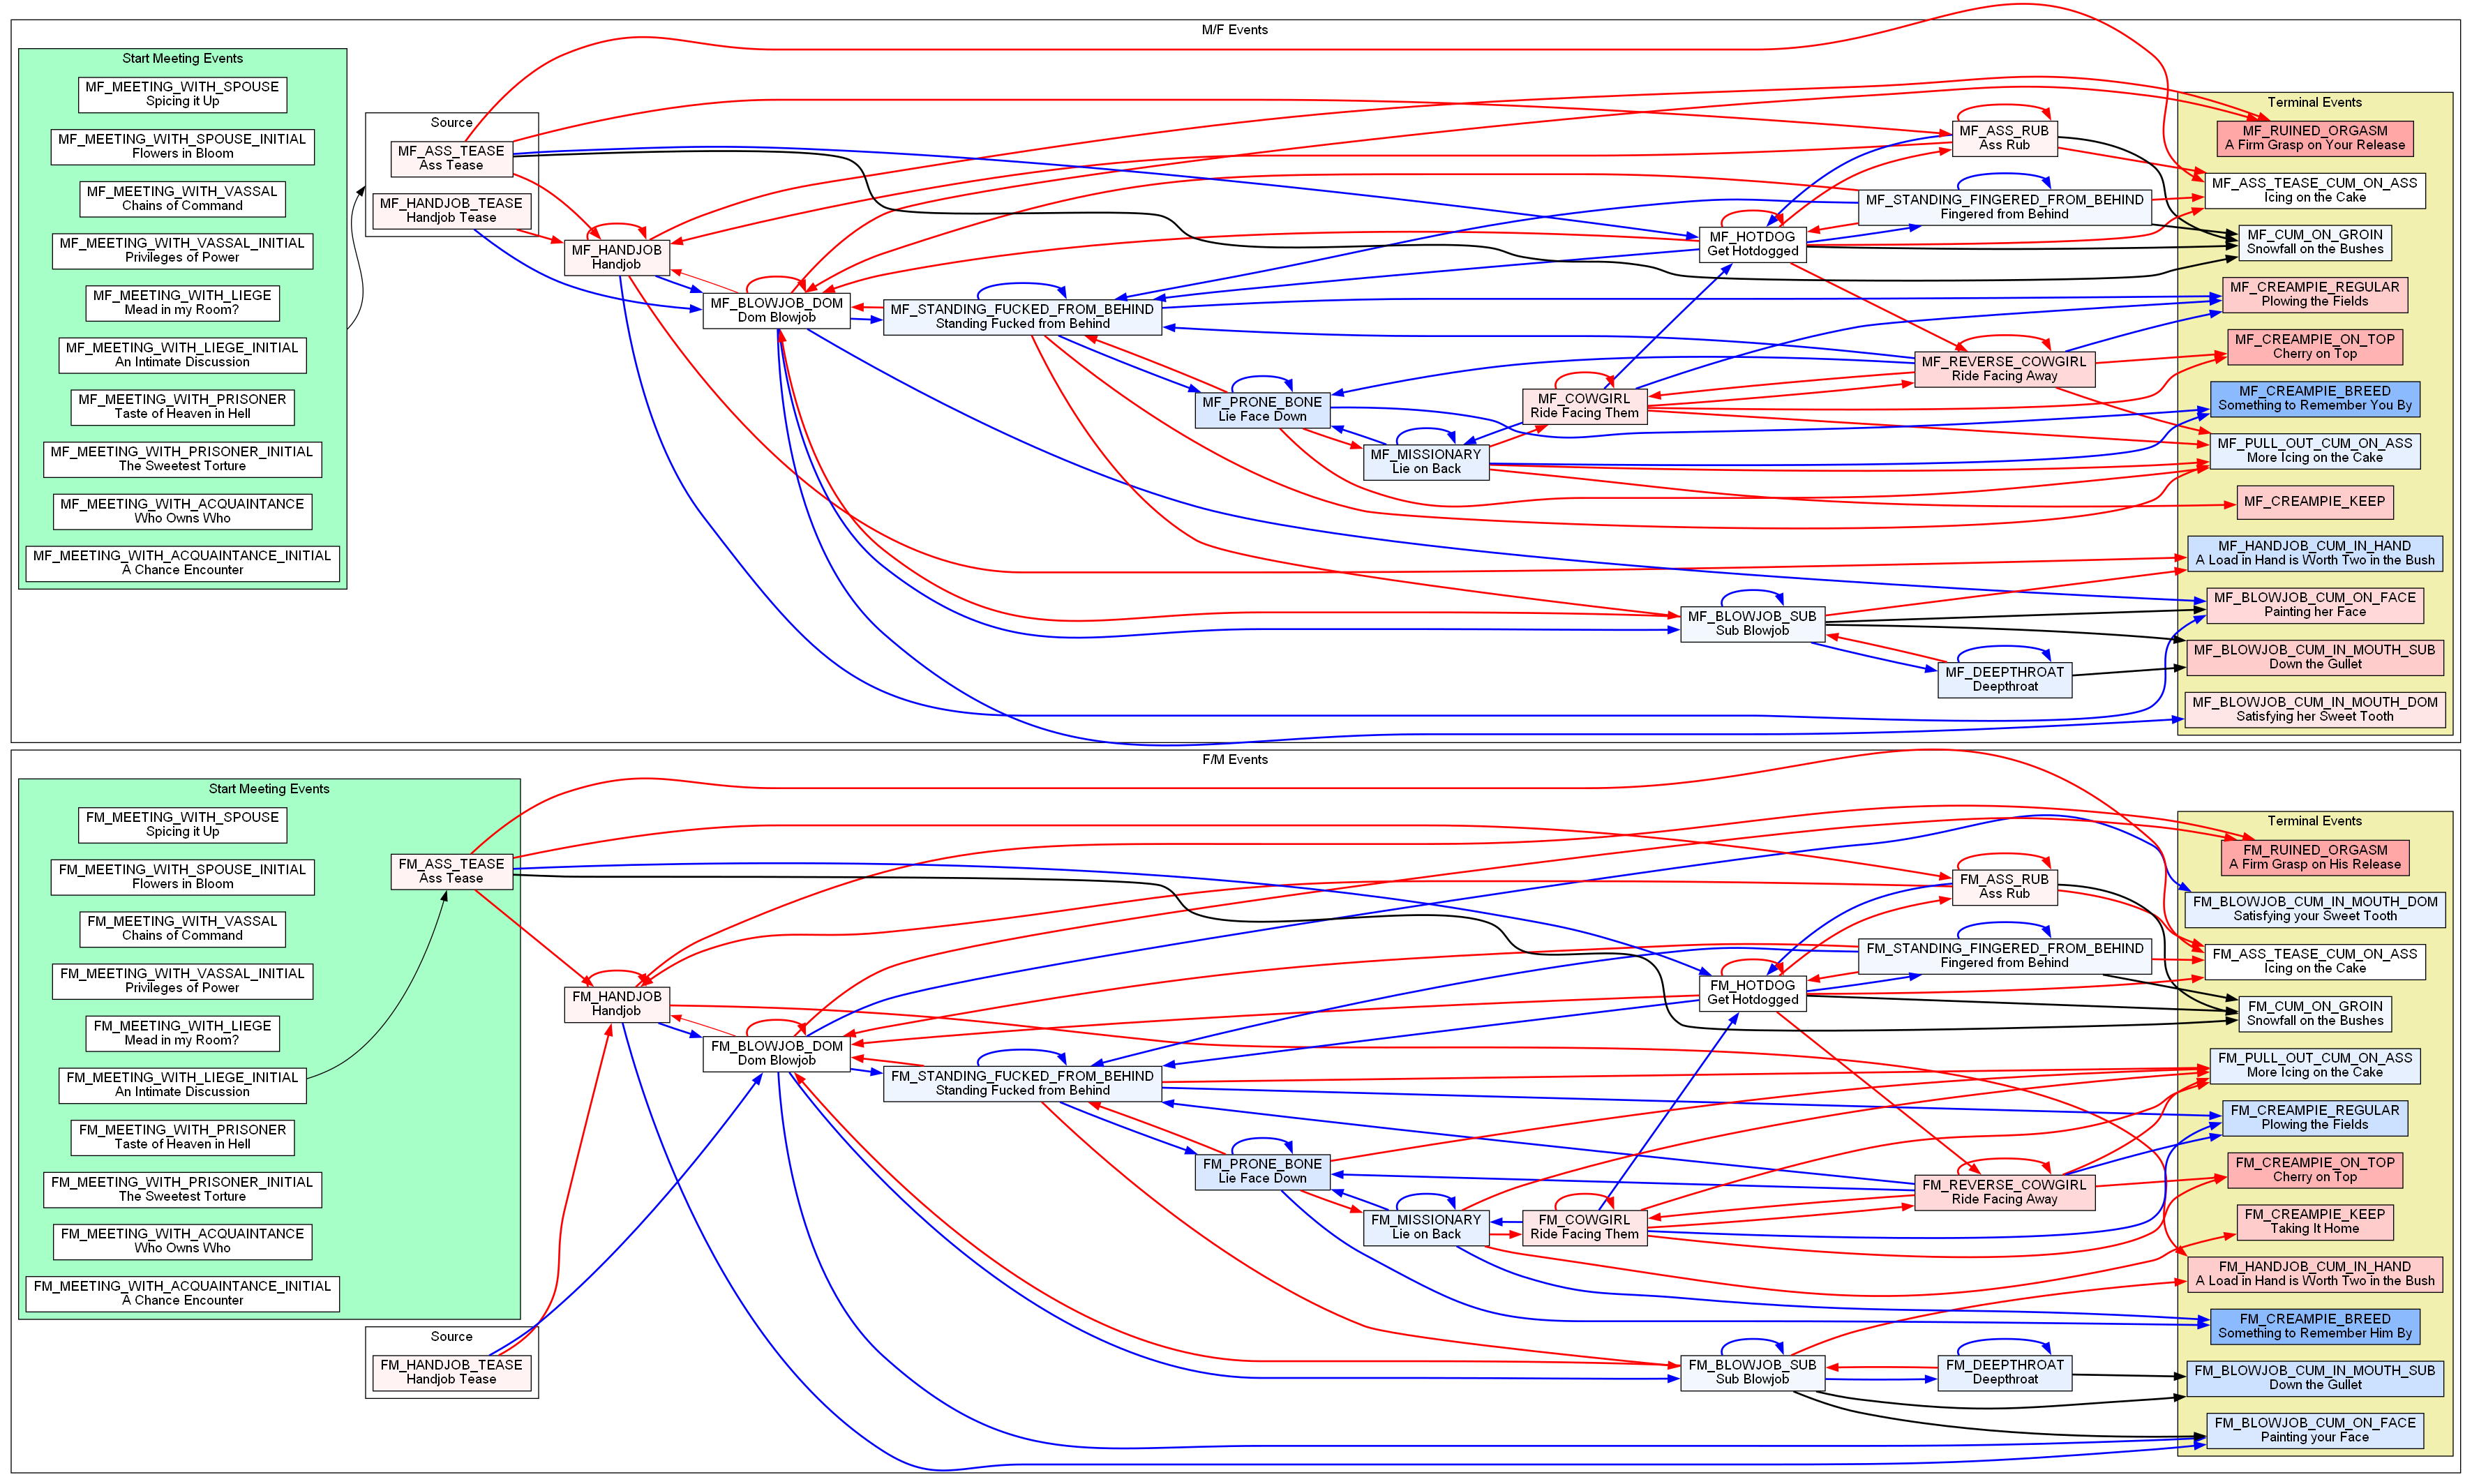 M/F Events
Start Meeting Events
MF_MEETING_WITH_SPOUSE
Spicing it Up
MF_MEETING_WITH_SPOUSE_INITIAL
Flowers in Bloom
MF_MEETING_WITH_VASSAL
Chains of Command
MF_MEETING_WITH_VASSAL_INITIAL
Privileges of Power
MF_MEETING_WITH_LIEGE
Mead in my Room?
MF_MEETING_WITH_LIEGE_INITIAL
An Intimate Discussion
MF_MEETING_WITH_PRISONER
Taste of Heaven in Hell
MF_MEETING_WITH_PRISONER_INITIAL
The Sweetest Torture
MF_MEETING_WITH_ACQUAINTANCE
Who Owns Who
MF_MEETING_WITH_ACQUAINTANCE_INITIAL
A Chance Encounter
Source
MF_ASS_TEASE
Ass Tease
MF_HANDJOB_TEASE
Handjob Tease
MF_HANDJOB
Handjob
MF_BLOWJOB_DOM
Dom Blowjob
MF_STANDING_FUCKED_FROM_BEHIND
Standing Fucked from Behind
MF_PRONE_BONE
Lie Face Down
MF_MISSIONARY
Lie on Back
MF_COWGIRL
Ride Facing Them
MF_HOTDOG
Get Hotdogged
MF_BLOWJOB_SUB
Sub Blowjob
MF_ASS_RUB
Ass Rub
MF_STANDING_FINGERED_FROM_BEHIND
Fingered from Behind
MF_REVERSE_COWGIRL
Ride Facing Away
MF_DEEPTHROAT
Deepthroat
Terminal Events
MF_RUINED_ORGASM
A Firm Grasp on Your Release
MF_ASS_TEASE_CUM_ON_ASS
Icing on the Cake
MF_CUM_ON_GROIN
Snowfall on the Bushes
MF_CREAMPIE_REGULAR
Plowing the Fields
MF_CREAMPIE_ON_TOP
Cherry on Top
MF_CREAMPIE_BREED
Something to Remember You By
MF_PULL_OUT_CUM_ON_ASS
More Icing on the Cake
MF_CREAMPIE_KEEP
MF_HANDJOB_CUM_IN_HAND
A Load in Hand is Worth Two in the Bush
MF_BLOWJOB_CUM_ON_FACE
Painting her Face
MF_BLOWJOB_CUM_IN_MOUTH_SUB
Down the Gullet
MF_BLOWJOB_CUM_IN_MOUTH_DOM
Satisfying her Sweet Tooth
F/M Events
Start Meeting Events
FM_MEETING_WITH_SPOUSE
Spicing it Up
FM_MEETING_WITH_SPOUSE_INITIAL
Flowers in Bloom
FM_MEETING_WITH_VASSAL
Chains of Command
FM_MEETING_WITH_VASSAL_INITIAL
Privileges of Power
FM_MEETING_WITH_LIEGE
Mead in my Room?
FM_MEETING_WITH_LIEGE_INITIAL
An Intimate Discussion
FM_MEETING_WITH_PRISONER
Taste of Heaven in Hell
FM_MEETING_WITH_PRISONER_INITIAL
The Sweetest Torture
FM_MEETING_WITH_ACQUAINTANCE
Who Owns Who
FM_MEETING_WITH_ACQUAINTANCE_INITIAL
A Chance Encounter
FM_ASS_TEASE
Ass Tease
Source
FM_HANDJOB_TEASE
Handjob Tease
FM_HANDJOB
Handjob
FM_BLOWJOB_DOM
Dom Blowjob
FM_STANDING_FUCKED_FROM_BEHIND
Standing Fucked from Behind
FM_PRONE_BONE
Lie Face Down
FM_MISSIONARY
Lie on Back
FM_COWGIRL
Ride Facing Them
FM_HOTDOG
Get Hotdogged
FM_BLOWJOB_SUB
Sub Blowjob
FM_ASS_RUB
Ass Rub
FM_STANDING_FINGERED_FROM_BEHIND
Fingered from Behind
FM_REVERSE_COWGIRL
Ride Facing Away
FM_DEEPTHROAT
Deepthroat
Terminal Events
FM_RUINED_ORGASM
A Firm Grasp on His Release
FM_BLOWJOB_CUM_IN_MOUTH_DOM
Satisfying your Sweet Tooth
FM_ASS_TEASE_CUM_ON_ASS
Icing on the Cake
FM_CUM_ON_GROIN
Snowfall on the Bushes
FM_PULL_OUT_CUM_ON_ASS
More Icing on the Cake
FM_CREAMPIE_REGULAR
Plowing the Fields
FM_CREAMPIE_ON_TOP
Cherry on Top
FM_CREAMPIE_KEEP
Taking It Home
FM_HANDJOB_CUM_IN_HAND
A Load in Hand is Worth Two in the Bush
FM_CREAMPIE_BREED
Something to Remember Him By
FM_BLOWJOB_CUM_IN_MOUTH_SUB
Down the Gullet
FM_BLOWJOB_CUM_ON_FACE
Painting your Face